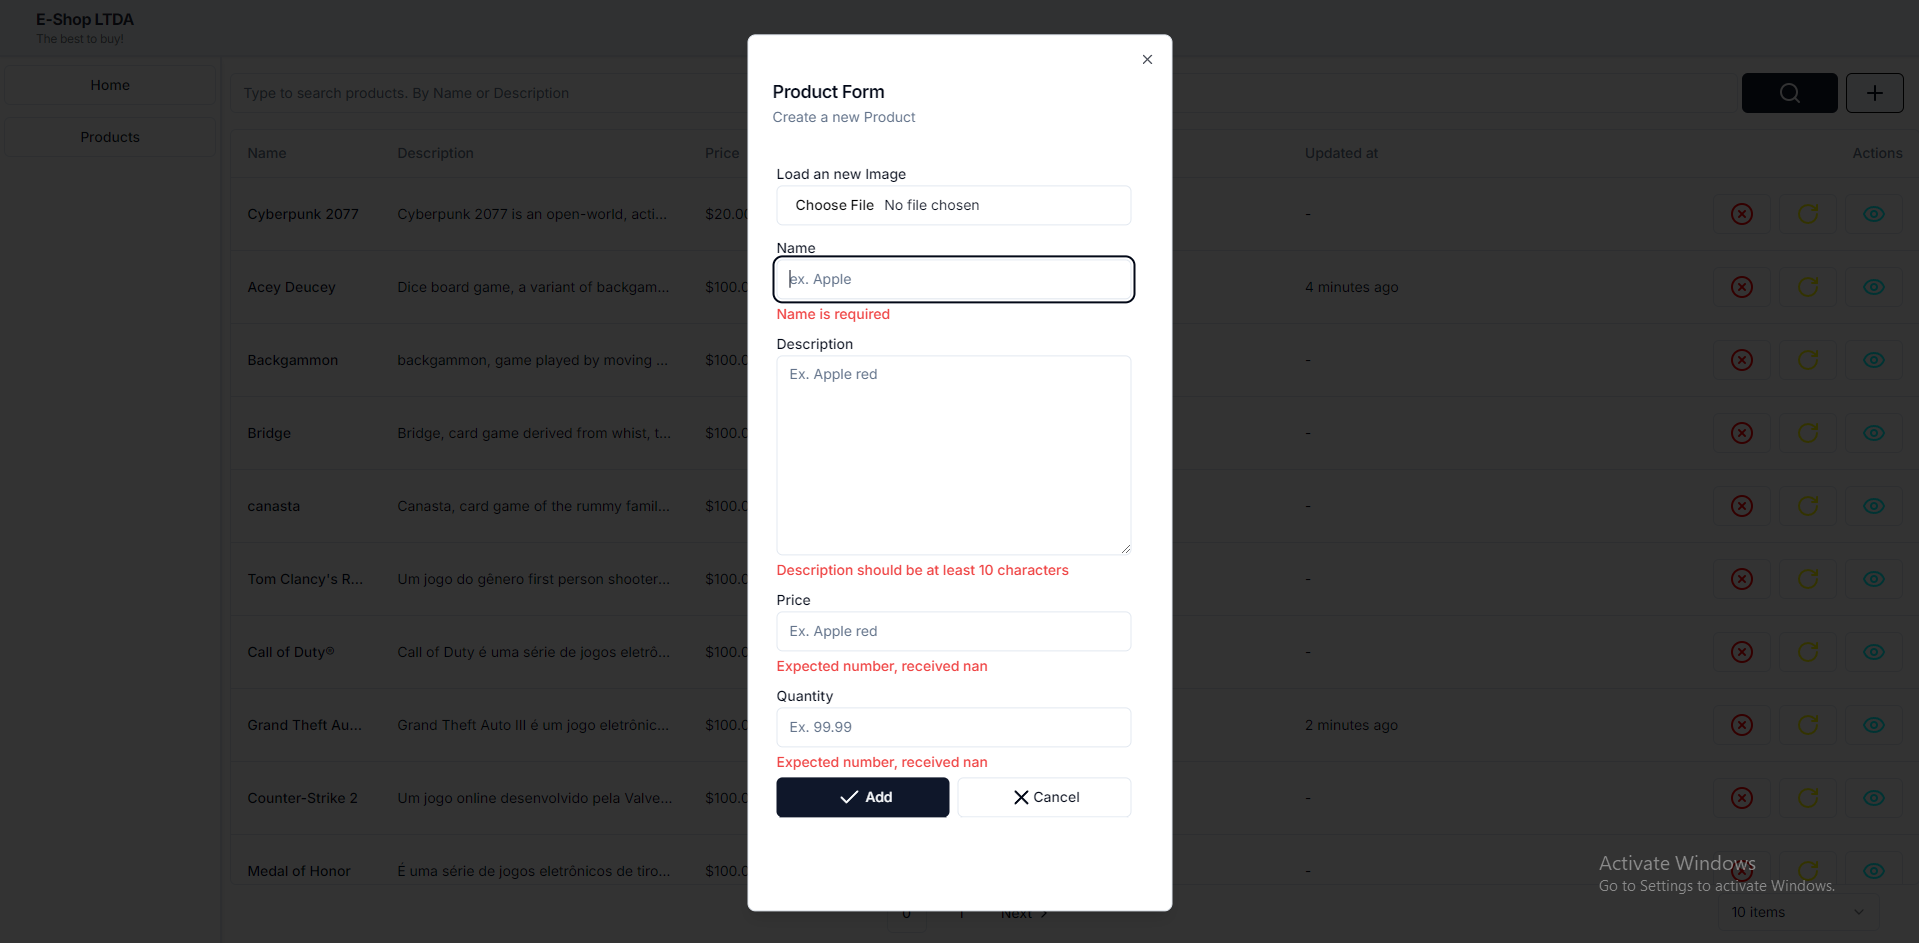 E-Shop LTDA
The best to buy!
Home
Products
Type to search products. By Name or Description
Name Description Price Updated at Actions
Cyberpunk 2077 Cyberpunk 2077 is an open-world, acti... $20.00 -
Acey Deucey Dice board game, a variant of backgam... $100.0 4 minutes ago
Backgammon backgammon, game played by moving ... $100.0 -
Bridge Bridge, card game derived from whist, t... $100.0 -
canasta Canasta, card game of the rummy famil... $100.0 -
Tom Clancy's R... Um jogo do gênero first person shooter... $100.0 -
Call of Duty® Call of Duty é uma série de jogos eletrô... $100.0 -
Grand Theft Au... Grand Theft Auto III é um jogo eletrônic... $100.0 2 minutes ago
Counter-Strike 2 Um jogo online desenvolvido pela Valve... $100.0 -
Medal of Honor É uma série de jogos eletrônicos de tiro... $100.0 -
0 1 Next
10 items
Product Form
Create a new Product
Load an new Image
Choose File No file chosen
Name
ex. Apple
Name is required
Description
Ex. Apple red
Description should be at least 10 characters
Price
Ex. Apple red
Expected number, received nan
Quantity
Ex. 99.99
Expected number, received nan
Add Cancel
Activate Windows
Go to Settings to activate Windows.